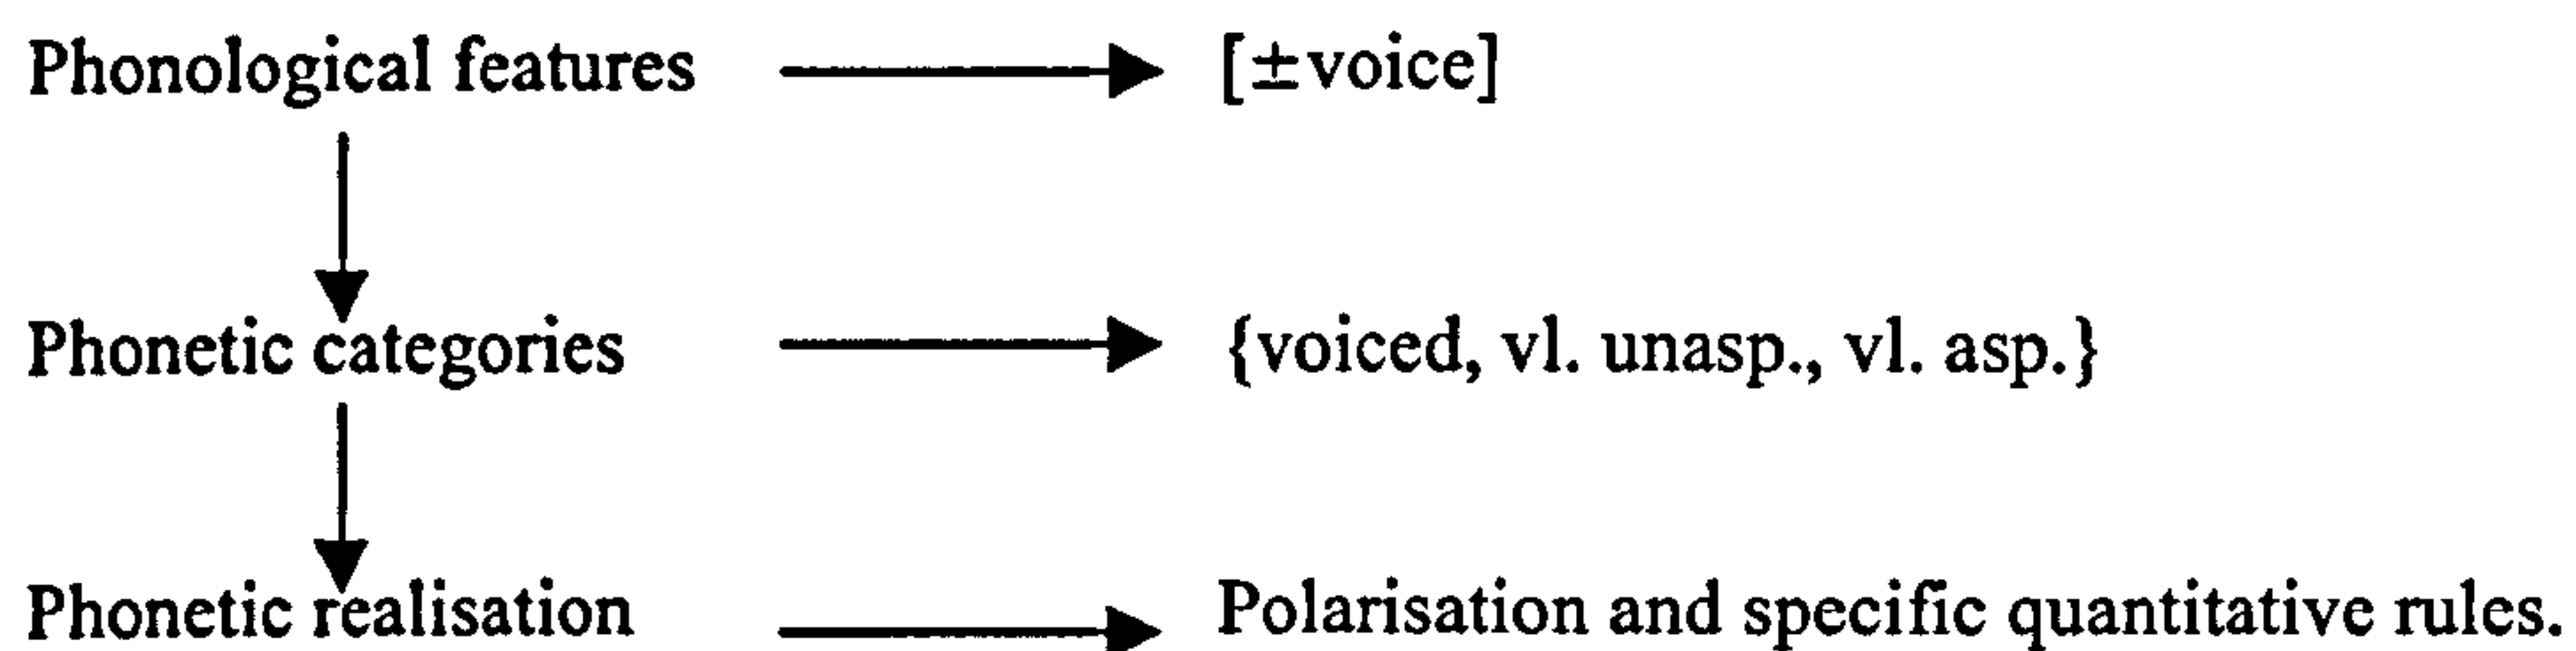 Phonological features [±voice]
Phonetic categories {voiced, vl. unasp., vl. asp.}
Phonetic realisation Polarisation and specific quantitative rules.